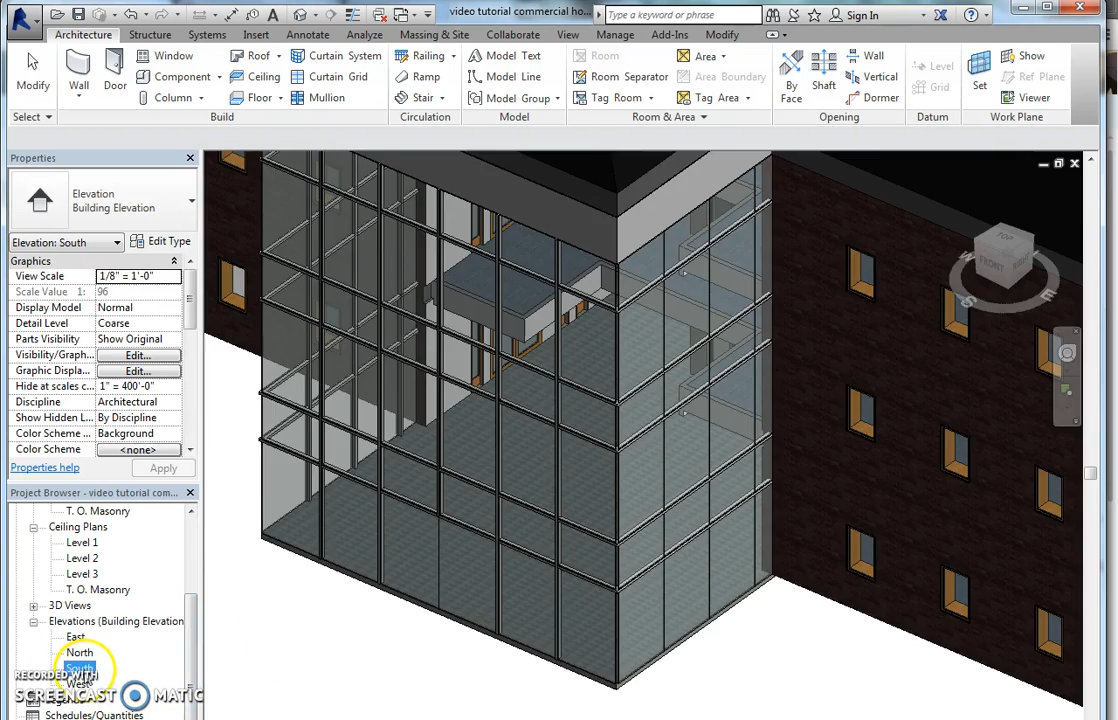 video tutorial commercial ho...
Type a keyword or phrase
Sign In
Architecture Structure Systems Insert Annotate Analyze Massing & Site Collaborate View Manage Add-Ins Modify
Modify
Wall
Door
Window
Component
Column
Roof
Ceiling
Floor
Curtain System
Curtain Grid
Mullion
Railing
Ramp
Stair
Model Text
Model Line
Model Group
Room
Room Separator
Tag Room
Area
Area Boundary
Tag Area
By Face
Shaft
Wall
Vertical
Dormer
Level
Grid
Set
Show
Ref Plane
Viewer
Select Build Circulation Model Room & Area Opening Datum Work Plane
Properties
Elevation
Building Elevation
Elevation: South Edit Type
Graphics
View Scale 1/8" = 1'-0"
Scale Value 1: 96
Display Model Normal
Detail Level Coarse
Parts Visibility Show Original
Visibility/Graph... Edit...
Graphic Displa... Edit...
Hide at scales c... 1" = 400'-0"
Discipline Architectural
Show Hidden L... By Discipline
Color Scheme ... Background
Color Scheme <none>
Properties help Apply
Project Browser - video tutorial com...
T. O. Masonry
Ceiling Plans
Level 1
Level 2
Level 3
T. O. Masonry
3D Views
Elevations (Building Elevation
East
North
South
West
Schedules/Quantities
RECORDED WITH
SCREENCAST MATIC
TOP
FRONT
RIGHT
W
S
E